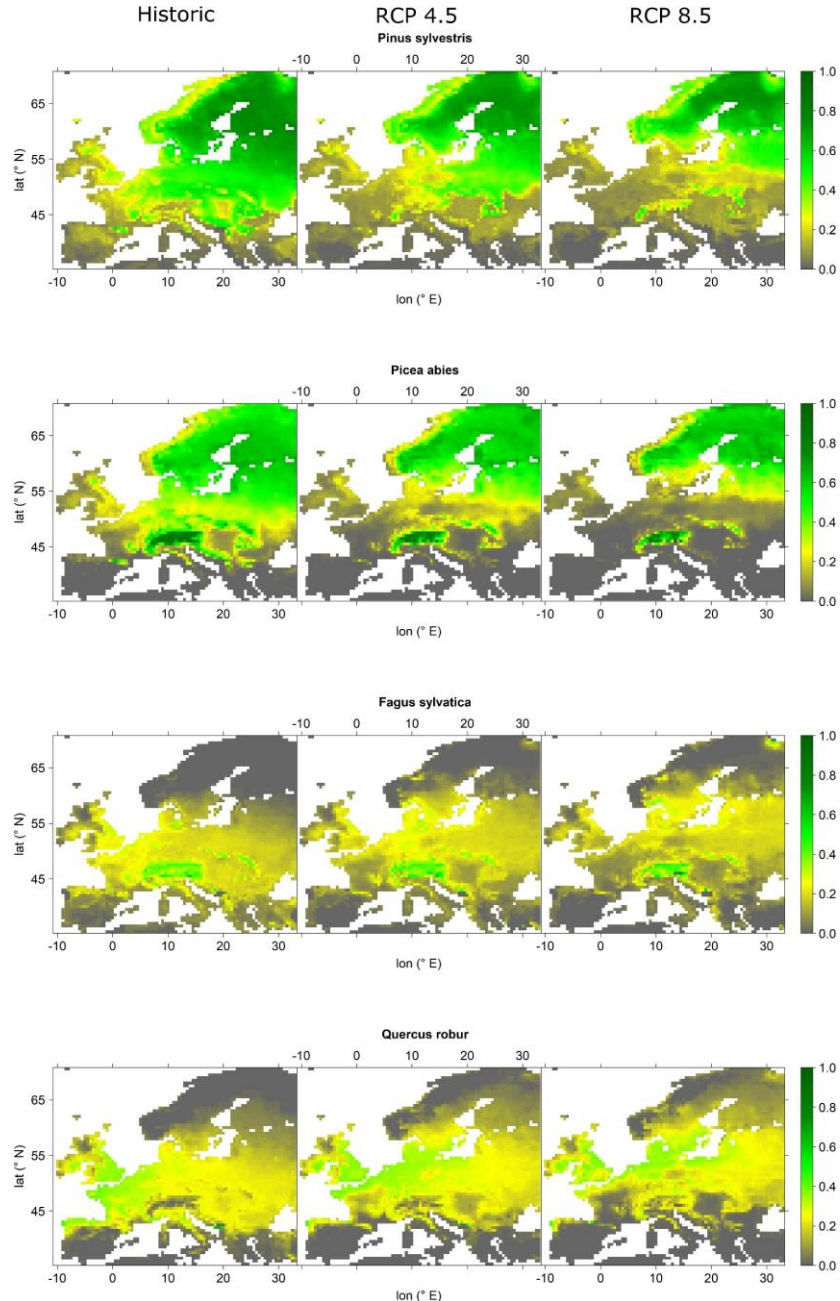 Historic RCP 4.5 RCP 8.5
Pinus sylvestris
-10 0 10 20 30
65
55
45
lat (° N)
1.0
0.8
0.6
0.4
0.2
0.0
-10 0 10 20 30 -10 0 10 20 30
lon (° E)
Picea abies
-10 0 10 20 30
65
55
45
lat (° N)
1.0
0.8
0.6
0.4
0.2
0.0
-10 0 10 20 30 -10 0 10 20 30
lon (° E)
Fagus sylvatica
-10 0 10 20 30
65
55
45
lat (° N)
1.0
0.8
0.6
0.4
0.2
0.0
-10 0 10 20 30 -10 0 10 20 30
lon (° E)
Quercus robur
-10 0 10 20 30
65
55
45
lat (° N)
1.0
0.8
0.6
0.4
0.2
0.0
-10 0 10 20 30 -10 0 10 20 30
lon (° E)